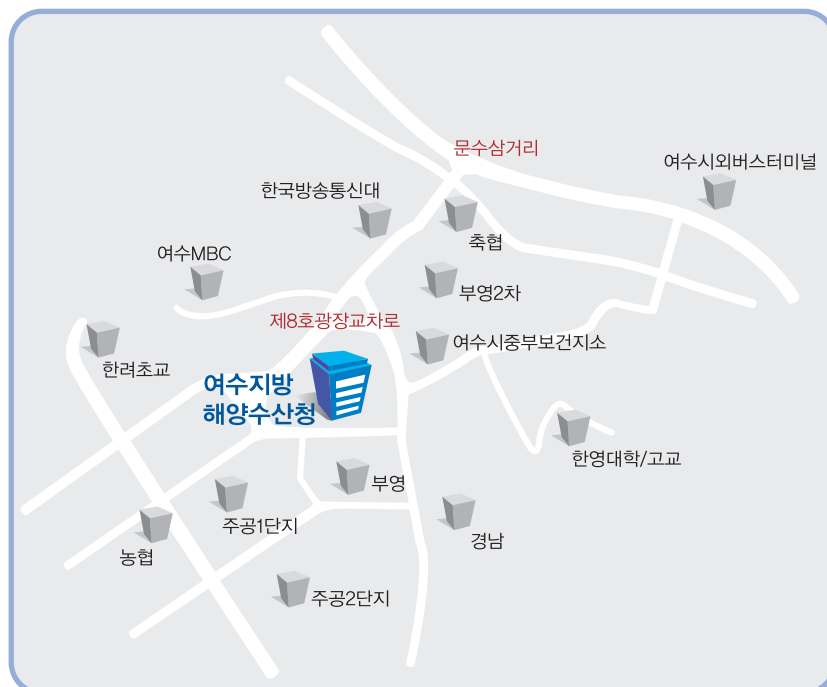 문수삼거리
여수시외버스터미널
한국방송통신대
축협
여수MBC
부영2차
제8호광장교차로
여수시중부보건지소
한려초교
여수지방
해양수산청
한영대학/고교
부영
주공1단지
경남
농협
주공2단지